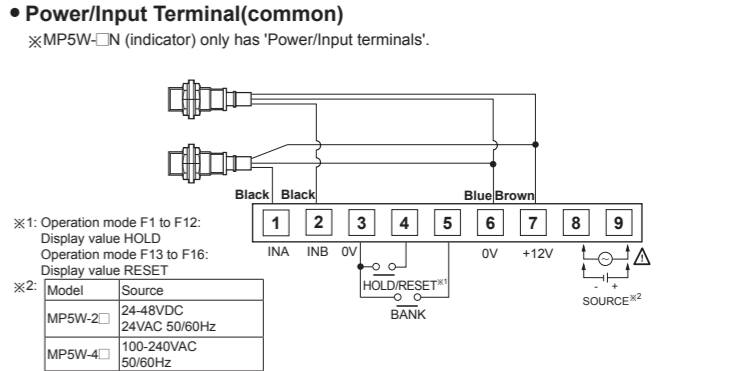 • Power/Input Terminal(common)
※MP5W-□N (indicator) only has 'Power/Input terminals'.
Black Black Blue Brown
1 2 3 4 5 6 7 8 9
INA INB 0V 0V +12V
HOLD/RESET※1
BANK
- +
SOURCE※2
※1: Operation mode F1 to F12:
Display value HOLD
Operation mode F13 to F16:
Display value RESET
※2: Model Source
MP5W-2□ 24-48VDC
24VAC 50/60Hz
MP5W-4□ 100-240VAC
50/60Hz